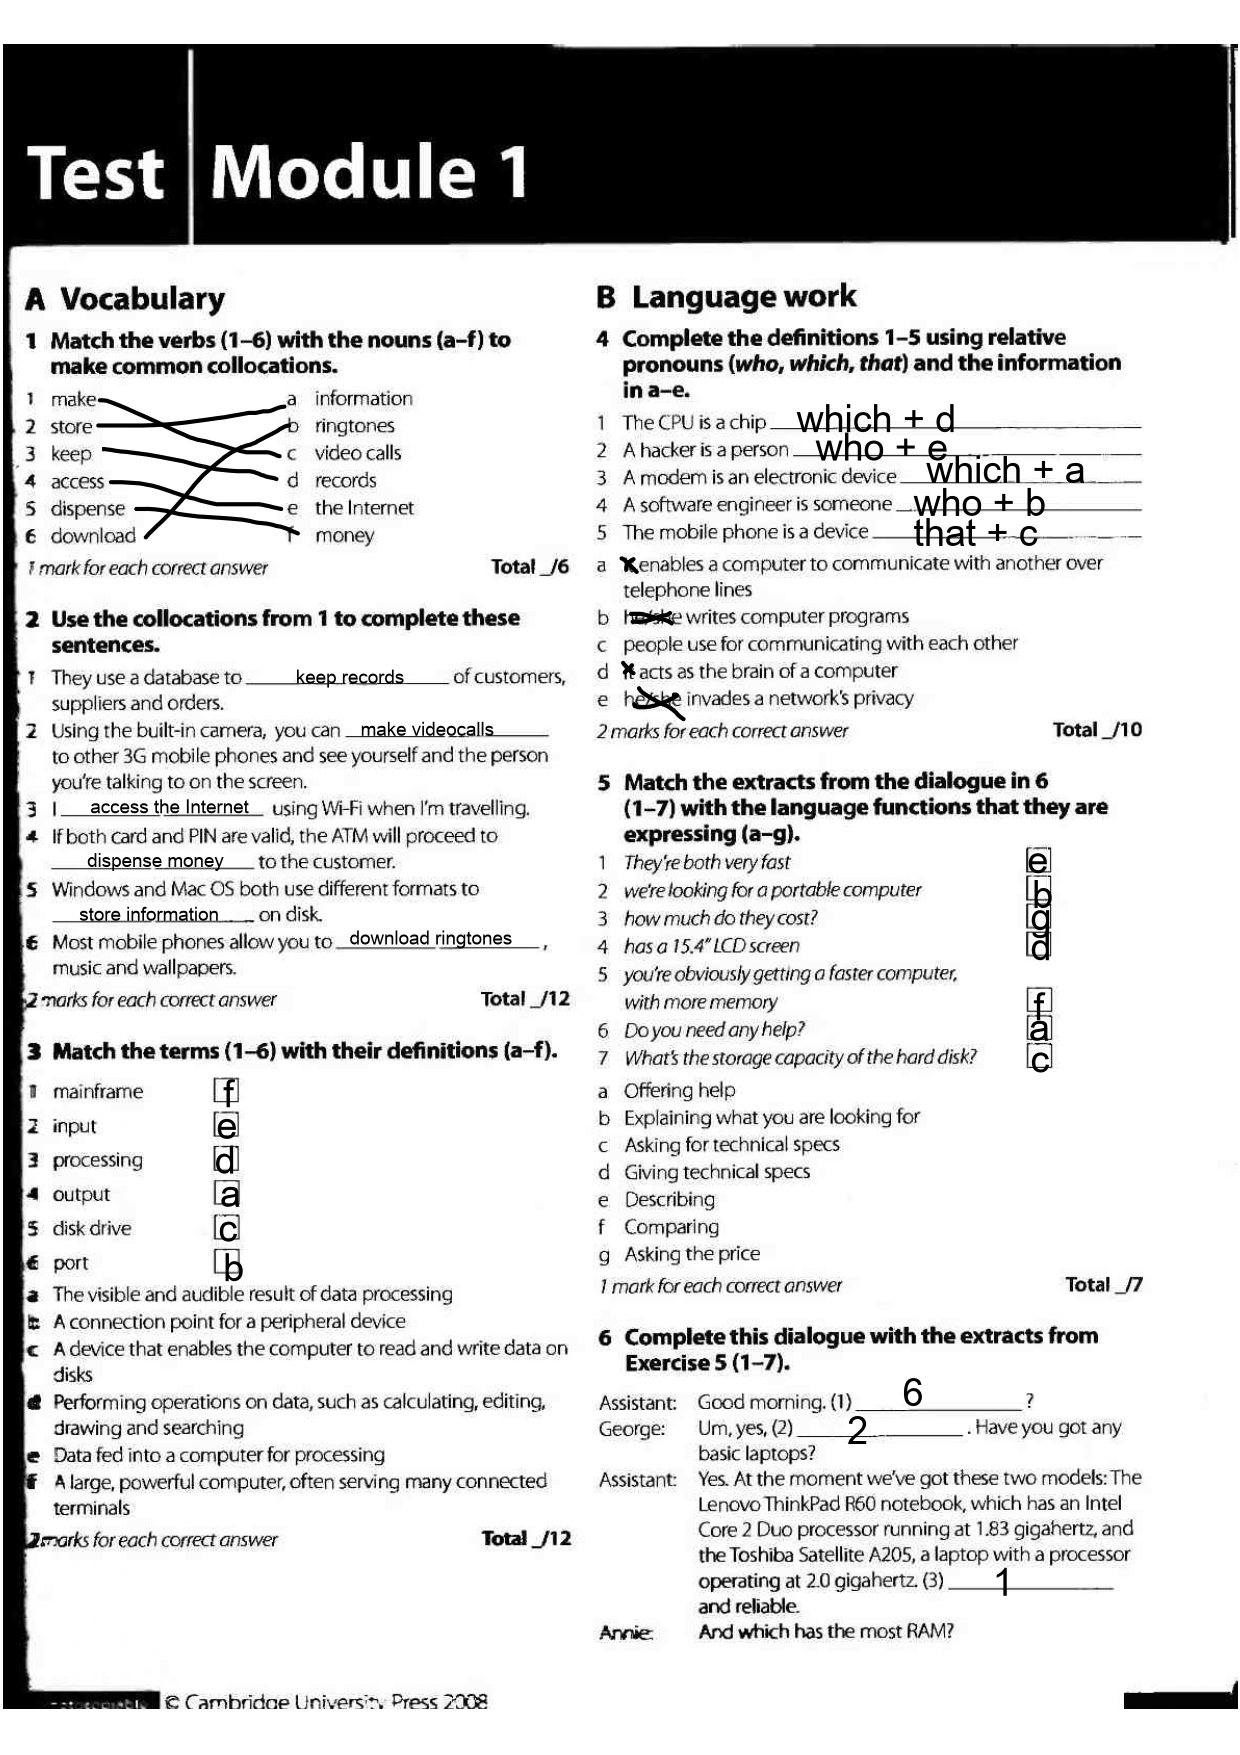 Test Module 1
A Vocabulary
1 Match the verbs (1–6) with the nouns (a–f) to
make common collocations.
1 make a information
2 store b ringtones
3 keep c video calls
4 access d records
5 dispense e the Internet
6 download f money
1 mark for each correct answer Total _/6
2 Use the collocations from 1 to complete these
sentences.
1 They use a database to keep records of customers,
suppliers and orders.
2 Using the built-in camera, you can make videocalls
to other 3G mobile phones and see yourself and the person
you're talking to on the screen.
3 I access the Internet using Wi-Fi when I'm travelling.
4 If both card and PIN are valid, the ATM will proceed to
dispense money to the customer.
5 Windows and Mac OS both use different formats to
store information on disk.
6 Most mobile phones allow you to download ringtones ,
music and wallpapers.
2 marks for each correct answer Total _/12
3 Match the terms (1–6) with their definitions (a–f).
1 mainframe f
2 input e
3 processing d
4 output a
5 disk drive c
6 port b
a The visible and audible result of data processing
b A connection point for a peripheral device
c A device that enables the computer to read and write data on
disks
d Performing operations on data, such as calculating, editing,
drawing and searching
e Data fed into a computer for processing
f A large, powerful computer, often serving many connected
terminals
2 marks for each correct answer Total _/12
B Language work
4 Complete the definitions 1–5 using relative
pronouns (who, which, that) and the information
in a–e.
1 The CPU is a chip which + d
2 A hacker is a person who + e
3 A modem is an electronic device which + a
4 A software engineer is someone who + b
5 The mobile phone is a device that + c
a enables a computer to communicate with another over
telephone lines
b he/she writes computer programs
c people use for communicating with each other
d it acts as the brain of a computer
e he/she invades a network's privacy
2 marks for each correct answer Total _/10
5 Match the extracts from the dialogue in 6
(1–7) with the language functions that they are
expressing (a–g).
1 They're both very fast e
2 we're looking for a portable computer b
3 how much do they cost? g
4 has a 15.4" LCD screen d
5 you're obviously getting a faster computer,
with more memory f
6 Do you need any help? a
7 What's the storage capacity of the hard disk? c
a Offering help
b Explaining what you are looking for
c Asking for technical specs
d Giving technical specs
e Describing
f Comparing
g Asking the price
1 mark for each correct answer Total _/7
6 Complete this dialogue with the extracts from
Exercise 5 (1–7).
Assistant: Good morning. (1) 6 ?
George: Um, yes, (2) 2 . Have you got any
basic laptops?
Assistant: Yes. At the moment we've got these two models: The
Lenovo ThinkPad R60 notebook, which has an Intel
Core 2 Duo processor running at 1.83 gigahertz, and
the Toshiba Satellite A205, a laptop with a processor
operating at 2.0 gigahertz. (3) 1
and reliable.
Annie: And which has the most RAM?
© Cambridge University Press 2008